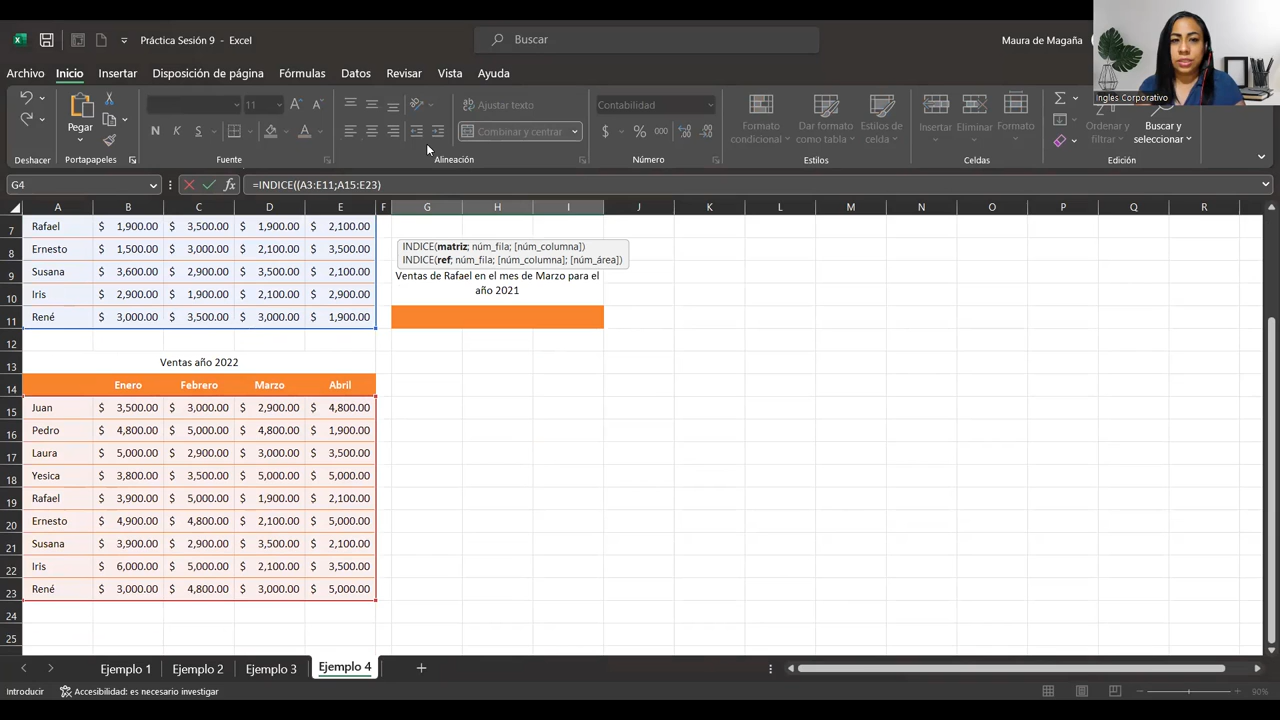 Práctica Sesión 9 - Excel
Buscar
Maura de Magaña
Ingles Corporativo
Archivo Inicio Insertar Disposición de página Fórmulas Datos Revisar Vista Ayuda
Pegar
11
A A
Ajustar texto
Contabilidad
N K S
Combinar y centrar
$ % 000
Formato condicional
Dar formato como tabla
Estilos de celda
Insertar
Eliminar
Formato
Ordenar y filtrar
Buscar y seleccionar
Deshacer Portapapeles Fuente Alineación Número Estilos Celdas Edición
G4 fx =INDICE((A3:E11;A15:E23)
A B C D E F G H I J K L M N O P Q R
7 Rafael $ 1,900.00 $ 3,500.00 $ 1,900.00 $ 2,100.00
8 Ernesto $ 1,500.00 $ 3,000.00 $ 2,100.00 $ 3,500.00
INDICE(matriz; núm_fila; [núm_columna])
INDICE(ref; núm_fila; [núm_columna]; [núm_área])
9 Susana $ 3,600.00 $ 2,900.00 $ 3,500.00 $ 2,100.00
Ventas de Rafael en el mes de Marzo para el
año 2021
10 Iris $ 2,900.00 $ 1,900.00 $ 2,100.00 $ 2,900.00
11 René $ 3,000.00 $ 3,500.00 $ 3,000.00 $ 1,900.00
12
13 Ventas año 2022
14 Enero Febrero Marzo Abril
15 Juan $ 3,500.00 $ 3,000.00 $ 2,900.00 $ 4,800.00
16 Pedro $ 4,800.00 $ 5,000.00 $ 4,800.00 $ 1,900.00
17 Laura $ 5,000.00 $ 2,900.00 $ 3,000.00 $ 3,500.00
18 Yesica $ 3,800.00 $ 3,500.00 $ 5,000.00 $ 5,000.00
19 Rafael $ 3,900.00 $ 5,000.00 $ 1,900.00 $ 2,100.00
20 Ernesto $ 4,900.00 $ 4,800.00 $ 2,100.00 $ 5,000.00
21 Susana $ 3,900.00 $ 2,900.00 $ 3,500.00 $ 2,100.00
22 Iris $ 6,000.00 $ 5,000.00 $ 2,100.00 $ 3,500.00
23 René $ 3,000.00 $ 4,800.00 $ 3,000.00 $ 5,000.00
24
25
Ejemplo 1 Ejemplo 2 Ejemplo 3 Ejemplo 4
Introducir Accesibilidad: es necesario investigar 90%